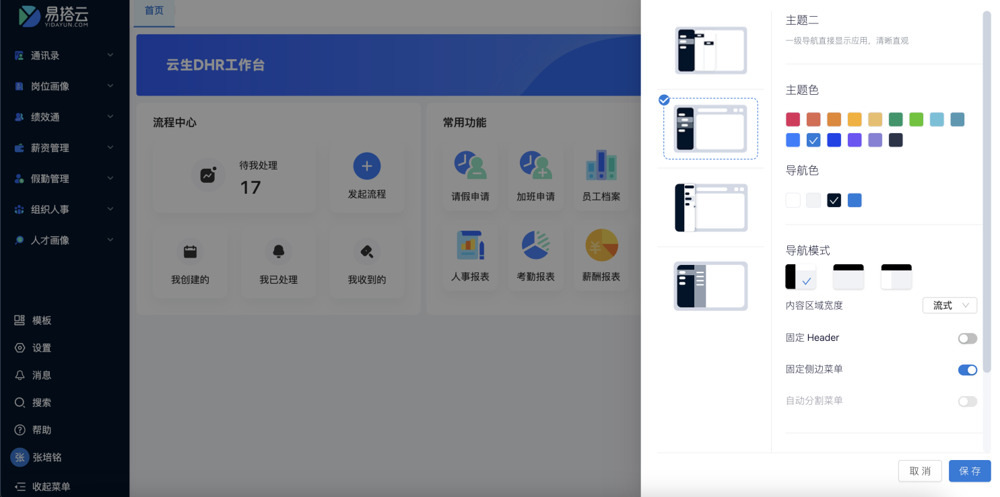 易搭云
YIDAYUN.COM
通讯录
岗位画像
绩效通
薪资管理
假勤管理
组织人事
人才画像
模板
设置
消息
搜索
帮助
张 张培铭
收起菜单
首页
云生DHR工作台
流程中心
待我处理
17
发起流程
我创建的
我已处理
我收到的
常用功能
请假申请
加班申请
员工档案
人事报表
考勤报表
薪酬报表
主题二
一级导航直接显示应用，清晰直观
主题色
导航色
导航模式
内容区域宽度
流式
固定 Header
固定侧边菜单
自动分割菜单
取 消
保 存